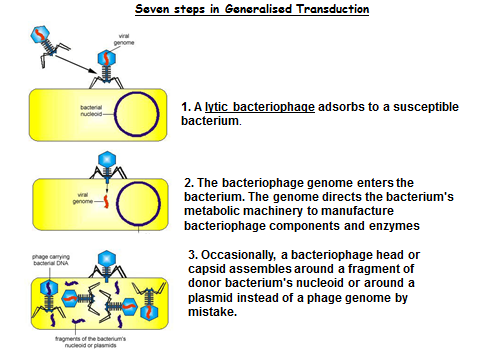 Seven steps in Generalised Transduction
viral
genome
bacterial
nucleoid
1. A lytic bacteriophage adsorbs to a susceptible
bacterium.
viral
genome
2. The bacteriophage genome enters the
bacterium. The genome directs the bacterium's
metabolic machinery to manufacture
bacteriophage components and enzymes
phage carrying
bacterial DNA
3. Occasionally, a bacteriophage head or
capsid assembles around a fragment of
donor bacterium's nucleoid or around a
plasmid instead of a phage genome by
mistake.
fragments of the bacterium's
nucleoid or plasmids